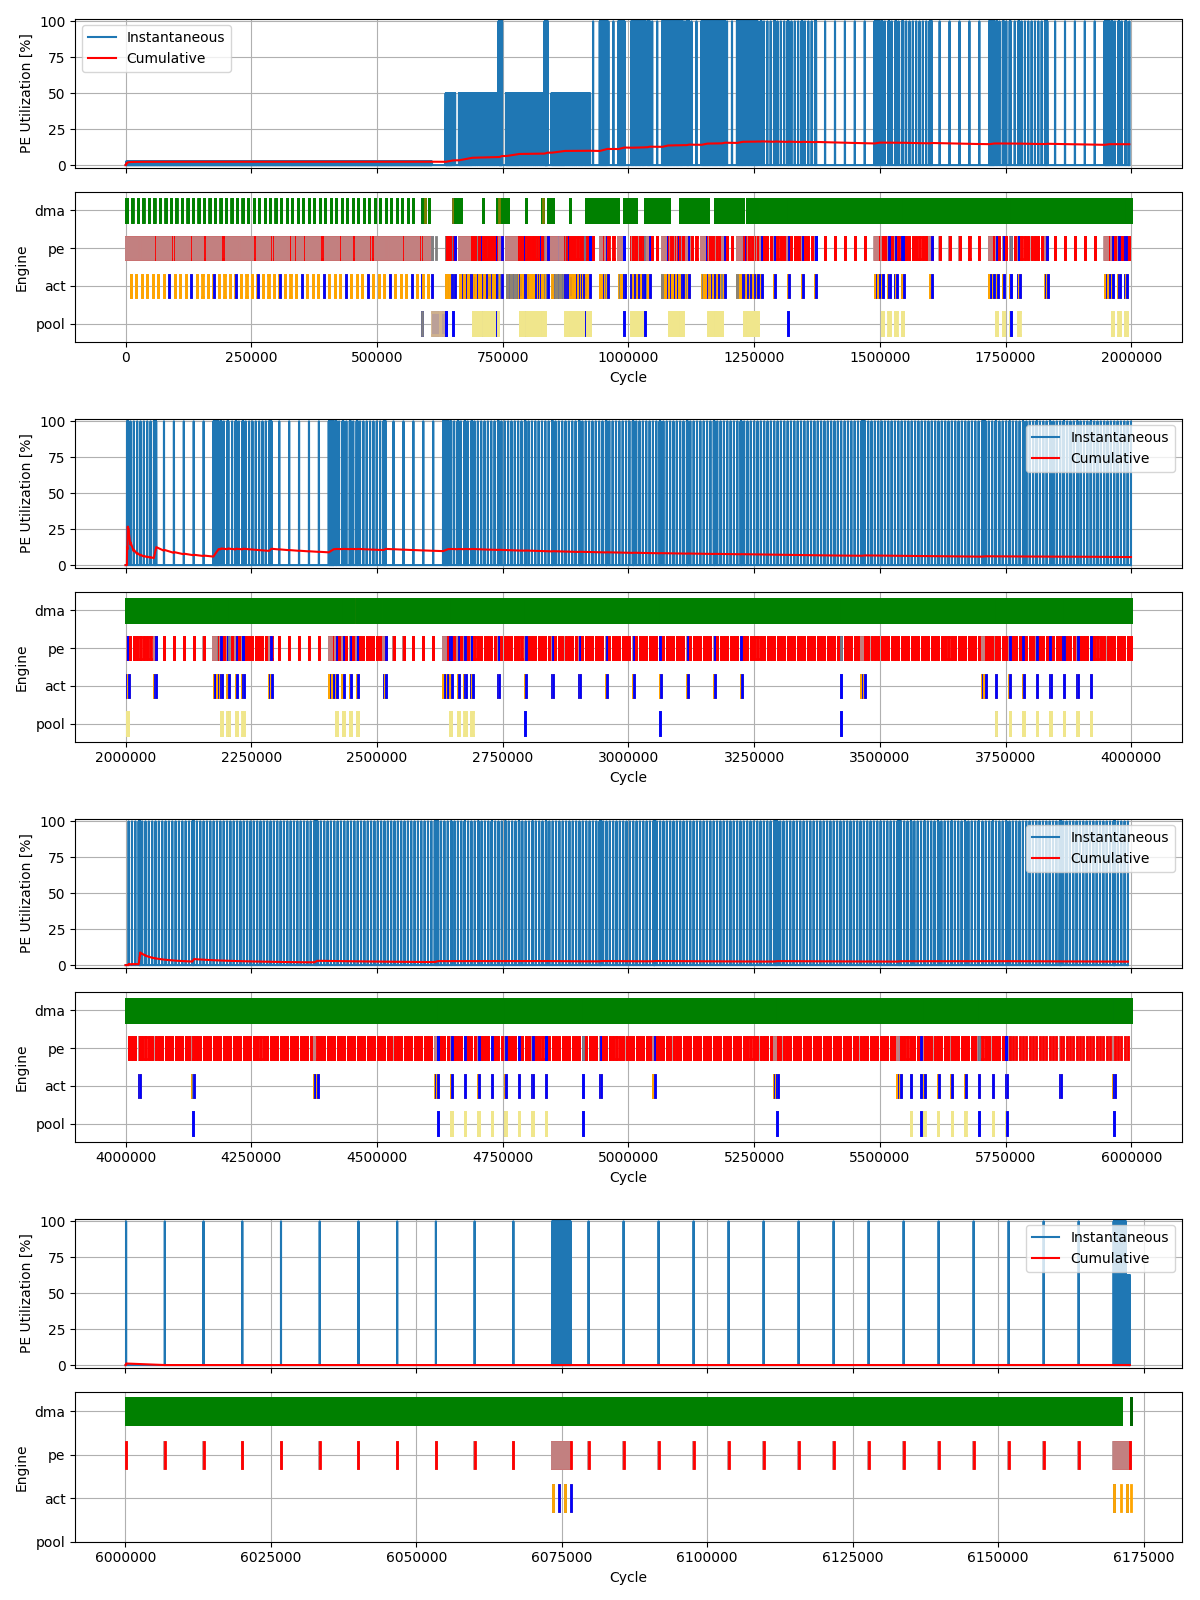 100
75
50
25
0
PE Utilization [%]
Instantaneous
Cumulative
dma
pe
act
pool
Engine
0 250000 500000 750000 1000000 1250000 1500000 1750000 2000000
Cycle
100
75
50
25
0
PE Utilization [%]
Instantaneous
Cumulative
dma
pe
act
pool
Engine
2000000 2250000 2500000 2750000 3000000 3250000 3500000 3750000 4000000
Cycle
100
75
50
25
0
PE Utilization [%]
Instantaneous
Cumulative
dma
pe
act
pool
Engine
4000000 4250000 4500000 4750000 5000000 5250000 5500000 5750000 6000000
Cycle
100
75
50
25
0
PE Utilization [%]
Instantaneous
Cumulative
dma
pe
act
pool
Engine
6000000 6025000 6050000 6075000 6100000 6125000 6150000 6175000
Cycle